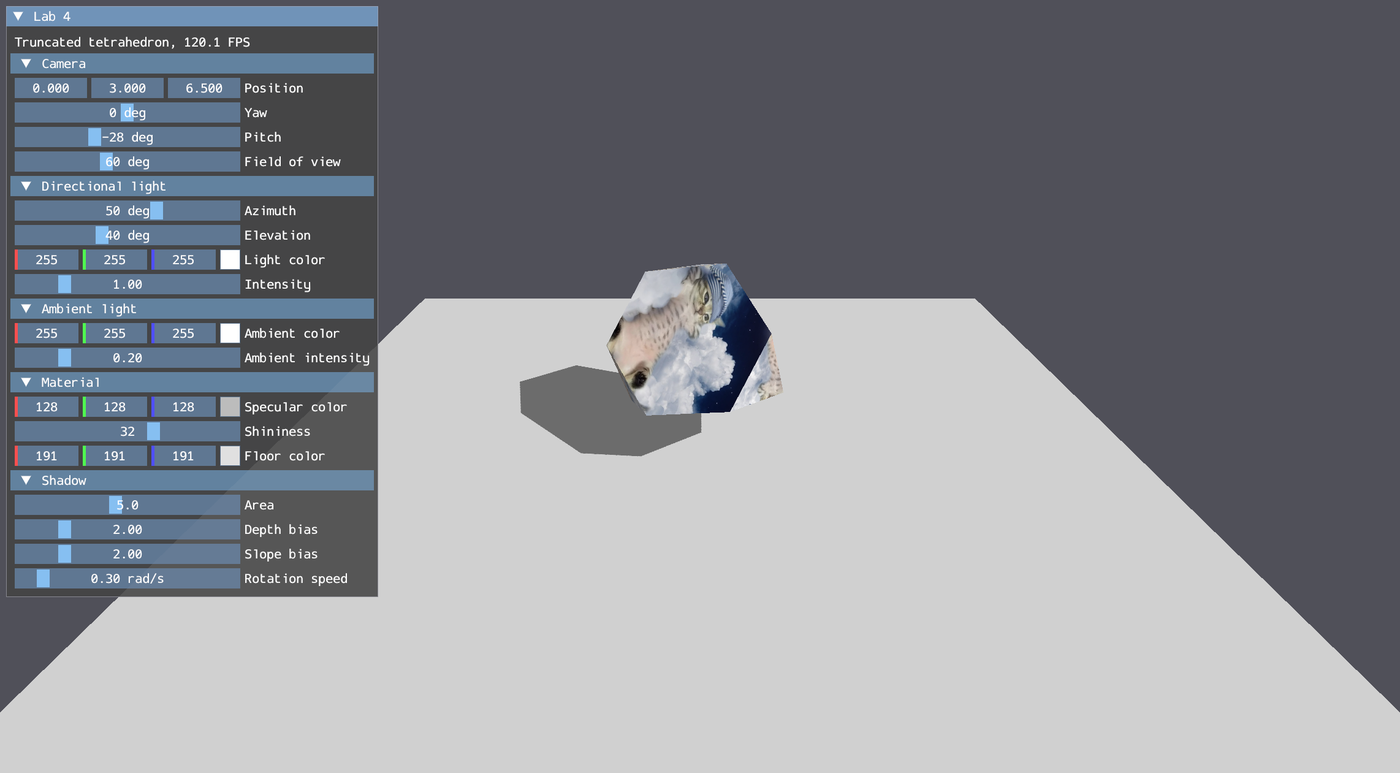 Lab 4
Truncated tetrahedron, 120.1 FPS
Camera
0.000 3.000 6.500 Position
0 deg Yaw
-28 deg Pitch
60 deg Field of view
Directional light
50 deg Azimuth
40 deg Elevation
255 255 255 Light color
1.00 Intensity
Ambient light
255 255 255 Ambient color
0.20 Ambient intensity
Material
128 128 128 Specular color
32 Shininess
191 191 191 Floor color
Shadow
5.0 Area
2.00 Depth bias
2.00 Slope bias
0.30 rad/s Rotation speed